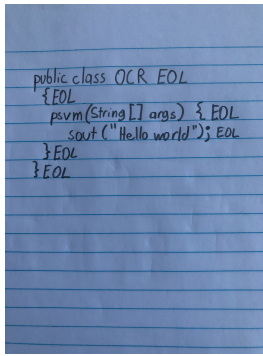 public class OCR EOL
{EOL
psvm(String[] args) { EOL
sout ("Hello world"); EOL
} EOL
} EOL